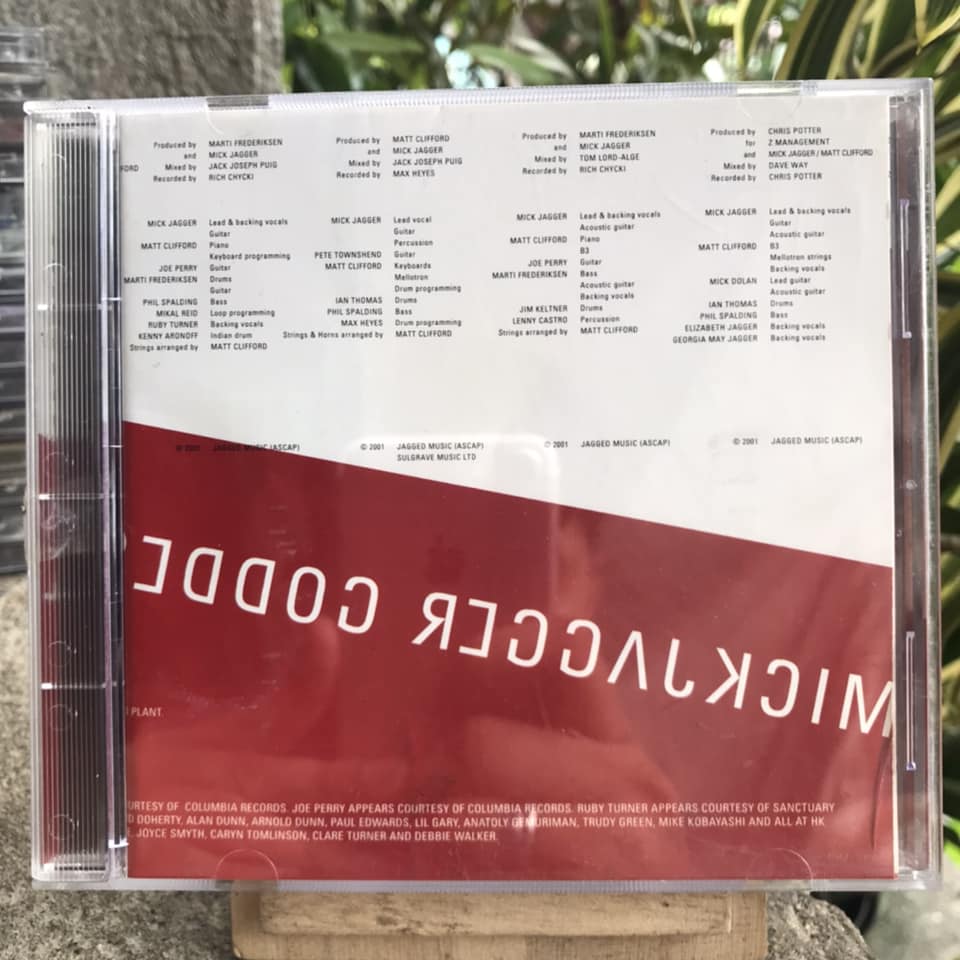 FORD
Produced by MARTI FREDERIKSEN
and MICK JAGGER
Mixed by JACK JOSEPH PUIG
Recorded by RICH CHYCKI
MICK JAGGER Lead & backing vocals
Guitar
MATT CLIFFORD Piano
Keyboard programming
JOE PERRY Guitar
MARTI FREDERIKSEN Drums
Guitar
PHIL SPALDING Bass
MIKAL REID Loop programming
RUBY TURNER Backing vocals
KENNY ARONOFF Indian drum
Strings arranged by MATT CLIFFORD
© 2001 JAGGED MUSIC (ASCAP)
Produced by MATT CLIFFORD
and MICK JAGGER
Mixed by JACK JOSEPH PUIG
Recorded by MAX HEYES
MICK JAGGER Lead vocal
Guitar
Percussion
PETE TOWNSHEND Guitar
MATT CLIFFORD Keyboards
Mellotron
Drum programming
IAN THOMAS Drums
PHIL SPALDING Bass
MAX HEYES Drum programming
Strings & Horns arranged by MATT CLIFFORD
© 2001 JAGGED MUSIC (ASCAP)
SULGRAVE MUSIC LTD
Produced by MARTI FREDERIKSEN
and MICK JAGGER
Mixed by TOM LORD-ALGE
Recorded by RICH CHYCKI
MICK JAGGER Lead & backing vocals
Acoustic guitar
MATT CLIFFORD Piano
B3
JOE PERRY Guitar
MARTI FREDERIKSEN Bass
Acoustic guitar
Backing vocals
JIM KELTNER Drums
LENNY CASTRO Percussion
Strings arranged by MATT CLIFFORD
© 2001 JAGGED MUSIC (ASCAP)
Produced by CHRIS POTTER
for Z MANAGEMENT
and MICK JAGGER / MATT CLIFFORD
Mixed by DAVE WAY
Recorded by CHRIS POTTER
MICK JAGGER Lead & backing vocals
Guitar
Acoustic guitar
MATT CLIFFORD B3
Mellotron strings
Backing vocals
MICK DOLAN Lead guitar
Acoustic guitar
IAN THOMAS Drums
PHIL SPALDING Bass
ELIZABETH JAGGER Backing vocals
GEORGIA MAY JAGGER Backing vocals
© 2001 JAGGED MUSIC (ASCAP)
MICKJAGGER GODDE
PLANT.
URTESY OF COLUMBIA RECORDS. JOE PERRY APPEARS COURTESY OF COLUMBIA RECORDS. RUBY TURNER APPEARS COURTESY OF SANCTUARY
D DOHERTY, ALAN DUNN, ARNOLD DUNN, PAUL EDWARDS, LIL GARY, ANATOLY TRUDY GREEN, MIKE KOBAYASHI AND ALL AT HK
E, JOYCE SMYTH, CARYN TOMLINSON, CLARE TURNER AND DEBBIE WALKER.